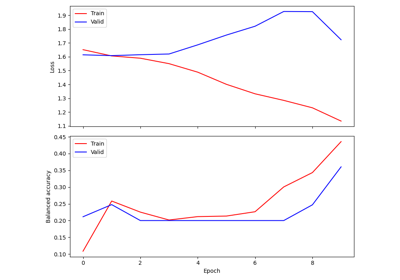 1.9
1.8
1.7
1.6
1.5
1.4
1.3
1.2
1.1
Loss
Train
Valid
0.45
0.40
0.35
0.30
0.25
0.20
0.15
0.10
Balanced accuracy
Train
Valid
0 2 4 6 8
Epoch